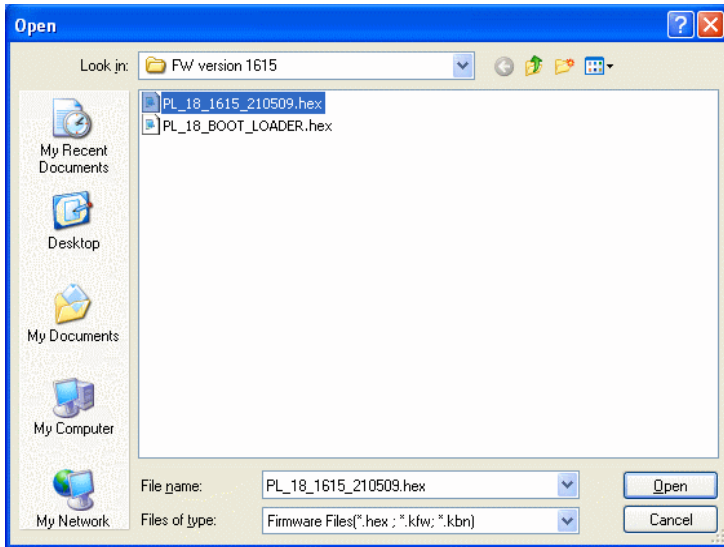 Open
Look in: FW version 1615
PL_18_1615_210509.hex
PL_18_BOOT_LOADER.hex
My Recent
Documents
Desktop
My Documents
My Computer
My Network
File name: PL_18_1615_210509.hex Open
Files of type: Firmware Files(*.hex ; *.kfw; *.kbn) Cancel